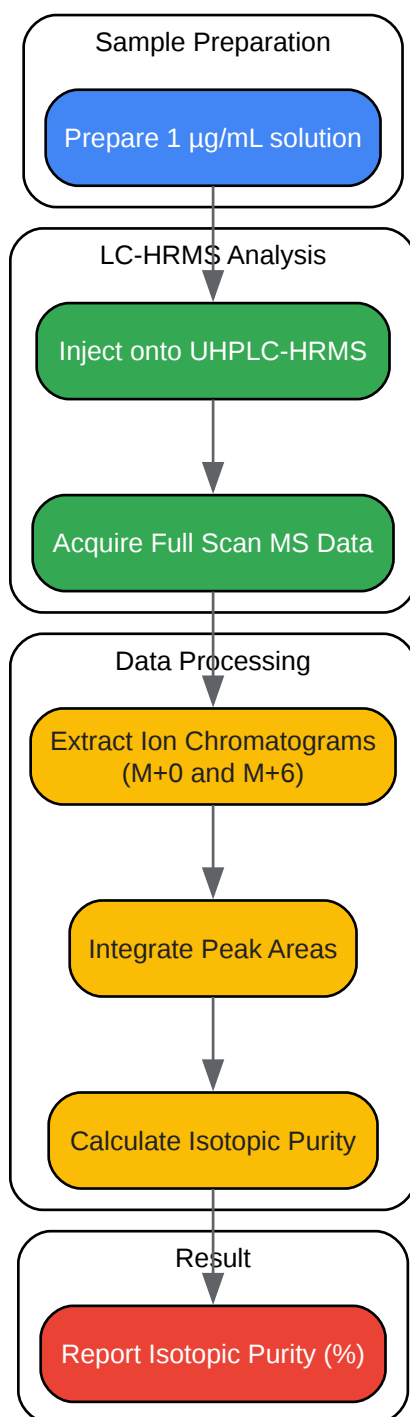 Sample Preparation
Prepare 1 µg/mL solution
LC-HRMS Analysis
Inject onto UHPLC-HRMS
Acquire Full Scan MS Data
Data Processing
Extract Ion Chromatograms
(M+0 and M+6)
Integrate Peak Areas
Calculate Isotopic Purity
Result
Report Isotopic Purity (%)